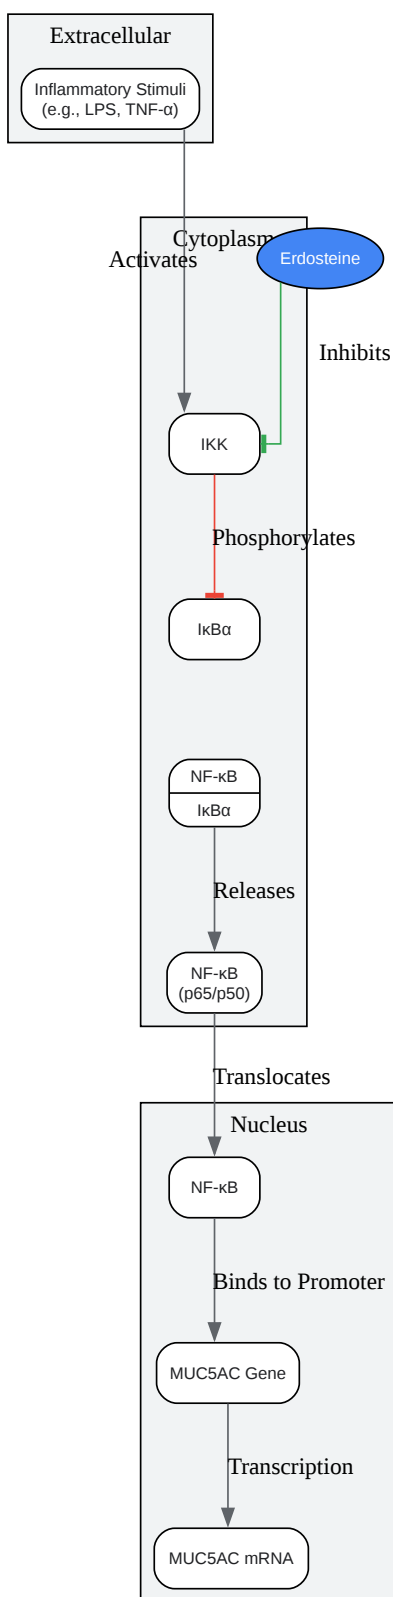 Extracellular
Inflammatory Stimuli
(e.g., LPS, TNF-α)
Cytoplasm
Erdosteine
Activates
Inhibits
IKK
Phosphorylates
IκBα
NF-κB
IκBα
Releases
NF-κB
(p65/p50)
Translocates
Nucleus
NF-κB
Binds to Promoter
MUC5AC Gene
Transcription
MUC5AC mRNA